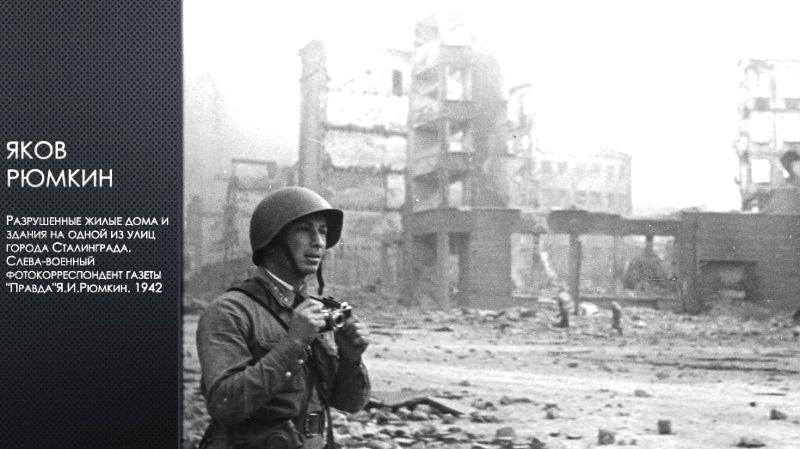 ЯКОВ
РЮМКИН
Разрушенные жилые дома и
здания на одной из улиц
города Сталинграда.
Слева-военный
фотокорреспондент газеты
"Правда"Я.И.Рюмкин. 1942